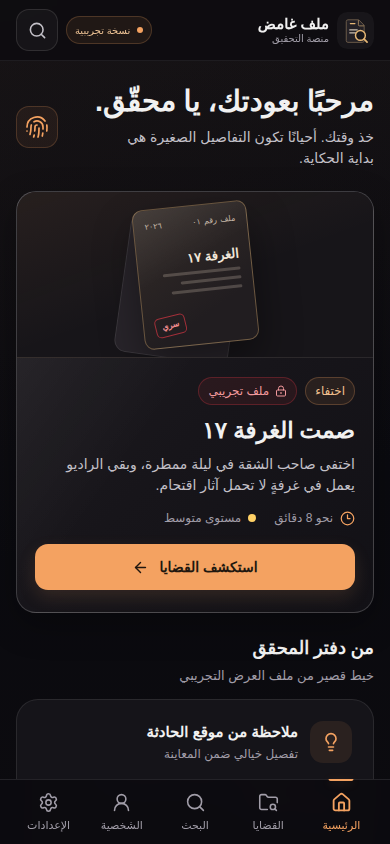 ملف غامض
منصة التحقيق
نسخة تجريبية
مرحبًا بعودتك، يا محقّق.
خذ وقتك. أحيانًا تكون التفاصيل الصغيرة هي
بداية الحكاية.
ملف رقم ٠١
٢٠٢٦
الغرفة ١٧
سري
اختفاء
ملف تجريبي
صمت الغرفة ١٧
اختفى صاحب الشقة في ليلة ممطرة، وبقي الراديو
يعمل في غرفةٍ لا تحمل آثار اقتحام.
نحو 8 دقائق
مستوى متوسط
استكشف القضايا
من دفتر المحقق
خيط قصير من ملف العرض التجريبي
ملاحظة من موقع الحادثة
تفصيل خيالي ضمن المعاينة
الرئيسية
القضايا
البحث
الشخصية
الإعدادات